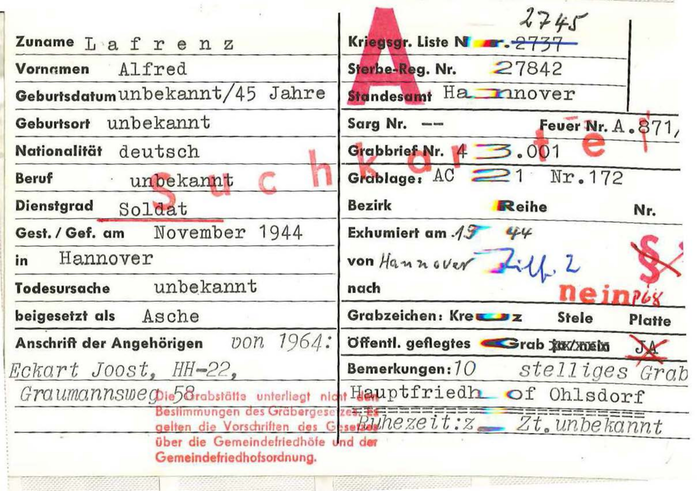 Zuname Lafrenz
Vornamen Alfred
Geburtsdatum unbekannt/45 Jahre
Geburtsort unbekannt
Nationalität deutsch
Beruf unbekannt
Dienstgrad Soldat
Gest./Gef. am November 1944
in Hannover
Todesursache unbekannt
beigesetzt als Asche
Anschrift der Angehörigen von 1964:
Eckart Joost, HH-22,
Graumannsweg 58
Die Grabstätte unterliegt nicht den
Bestimmungen des Gräbergesetzes. Es
gelten die Vorschriften des Gesetzes
über die Gemeindefriedhöfe und der
Gemeindefriedhofsordnung.
A
Suchkartei
2745
Kriegsgr. Liste Nr. 2737
Sterbe-Reg. Nr. 27842
Standesamt Hannover
Sarg Nr. -- Feuer Nr. A.871,
Grabbrief Nr. 43.001
Grablage: AC 21 Nr.172
Bezirk Reihe Nr.
Exhumiert am 19 44
von Hannover Ziff. 2 §
nach nein
Grabzeichen: Kreuz Stele Platte
Öffentl. gepflegtes Grab ja/nein JA
Bemerkungen: 10 stelliges Grab
Hauptfriedhof Ohlsdorf
Ruhezeit: z. Zt. unbekannt